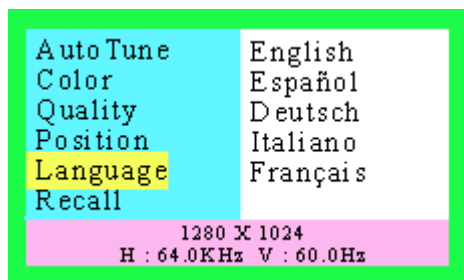 Auto Tune
Color
Quality
Position
Language
Recall
English
Español
Deutsch
Italiano
Français
1280 X 1024
H : 64.0KHz V : 60.0Hz